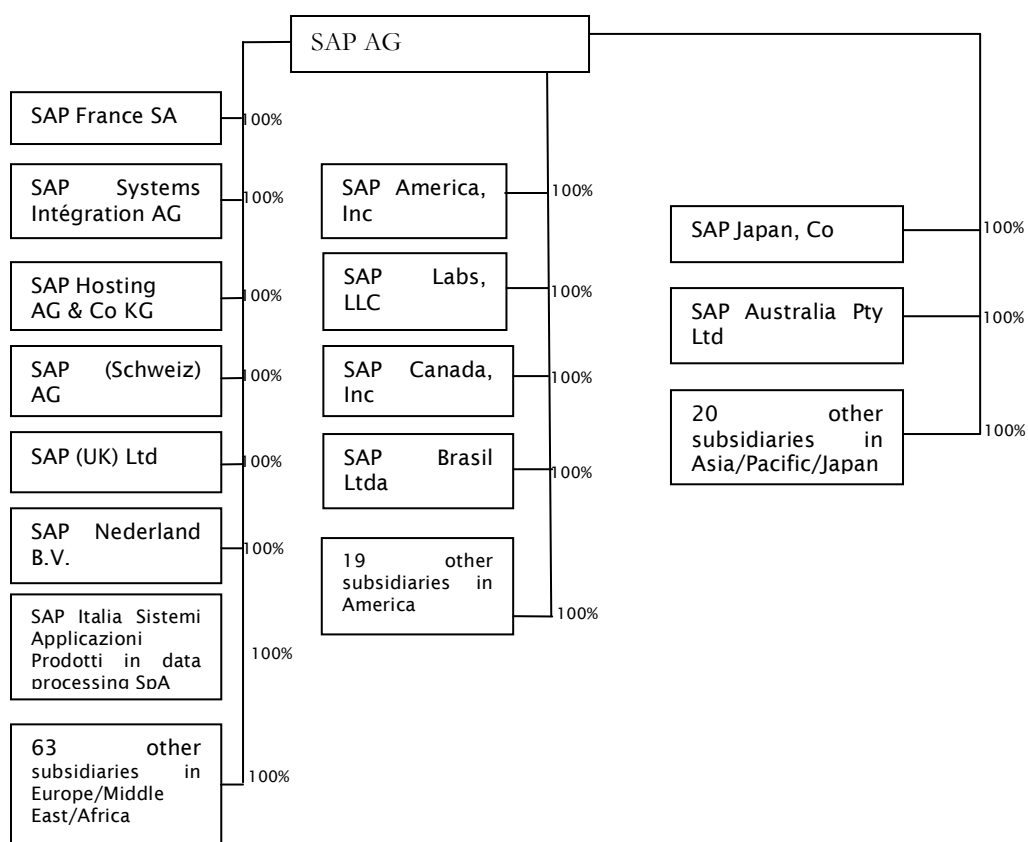 SAP AG
SAP France SA
100%
SAP Systems
Intégration AG
100%
SAP Hosting
AG & Co KG
100%
SAP (Schweiz)
AG
100%
SAP (UK) Ltd
100%
SAP Nederland
B.V.
100%
SAP Italia Sistemi
Applicazioni
Prodotti in data
processing SpA
100%
63 other
subsidiaries in
Europe/Middle
East/Africa
100%
SAP America,
Inc
100%
SAP Labs,
LLC
100%
SAP Canada,
Inc
100%
SAP Brasil
Ltda
100%
19 other
subsidiaries in
America
100%
SAP Japan, Co
100%
SAP Australia Pty
Ltd
100%
20 other
subsidiaries in
Asia/Pacific/Japan
100%